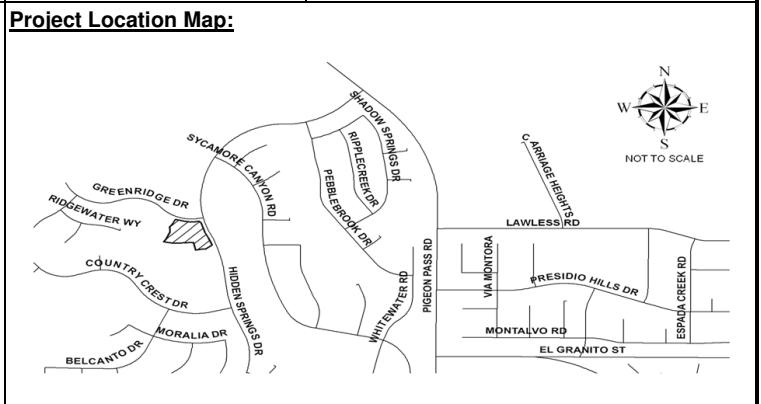 Project Location Map:
N
W
E
S
NOT TO SCALE
SHADOW SPRINGS DR
SYCAMORE CANYON RD
RIPPLECREEK DR
C ARRIAGE HEIGHTS
PEBBLEBROOK DR
GREENRIDGE DR
RIDGEWATER WY
LAWLESS RD
PIGEON PASS RD
VIA MONTORA
COUNTRY CREST DR
HIDDEN SPRINGS DR
WHITEWATER RD
PRESIDIO HILLS DR
ESPADA CREEK RD
MORALIA DR
MONTALVO RD
BELCANTO DR
EL GRANITO ST